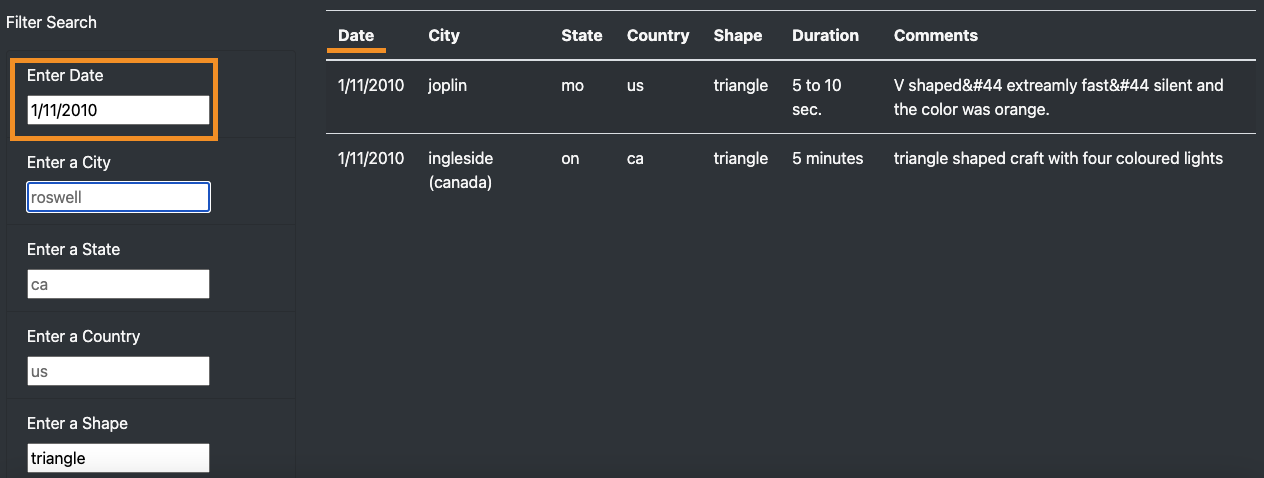 Filter Search
Enter Date
1/11/2010
Enter a City
roswell
Enter a State
ca
Enter a Country
us
Enter a Shape
triangle
Date City State Country Shape Duration Comments
1/11/2010 joplin mo us triangle 5 to 10 V shaped&#44 extreamly fast&#44 silent and
sec. the color was orange.
1/11/2010 ingleside on ca triangle 5 minutes triangle shaped craft with four coloured lights
(canada)